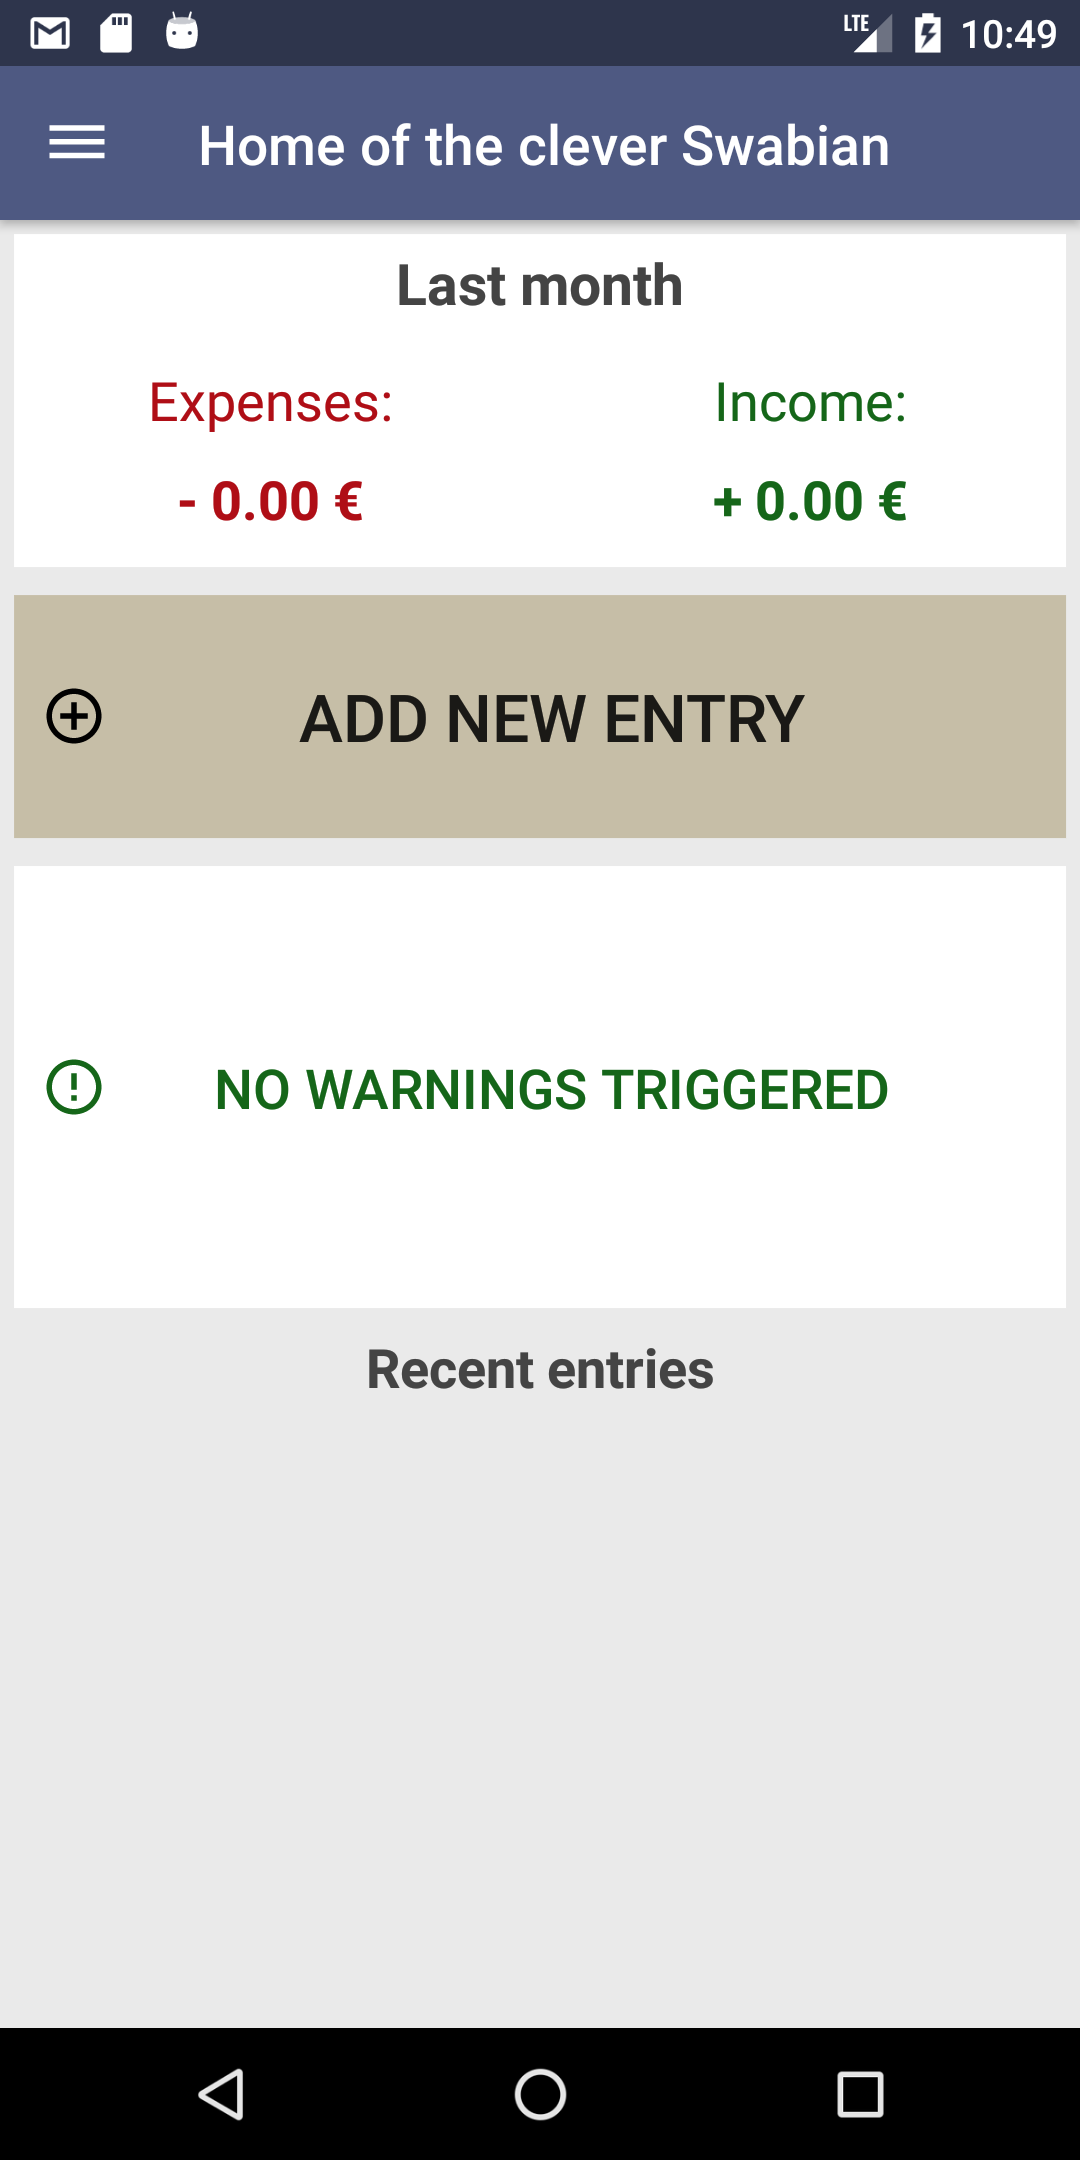 LTE 10:49
Home of the clever Swabian
Last month
Expenses: Income:
- 0.00 € + 0.00 €
ADD NEW ENTRY
NO WARNINGS TRIGGERED
Recent entries